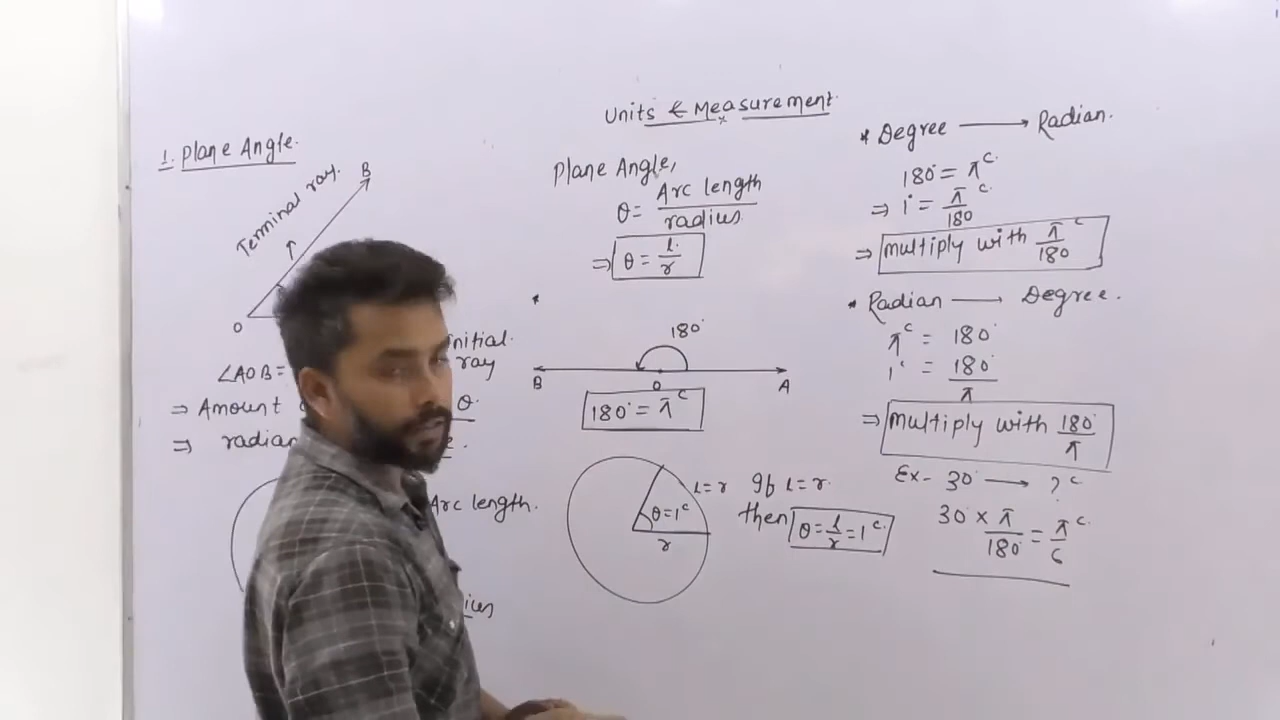 Units & Measurement.
1. Plane Angle.
Terminal ray.
B
O
initial
ray
∠AOB=
⇒ Amount
θ.
⇒ radian
Arc length.
Plane Angle,
θ = Arc length / radius
⇒ θ = l/r
*
180°
B O A
180° = π^c
θ=1^c
r
l=r
If l=r.
then θ = l/r = 1^c
* Degree → Radian.
180° = π^c
⇒ 1° = π^c/180
⇒ multiply with π^c/180
* Radian → Degree.
π^c = 180°
1^c = 180°/π
⇒ multiply with 180°/π
Ex- 30° → ?^c
30° × π/180° = π^c/6